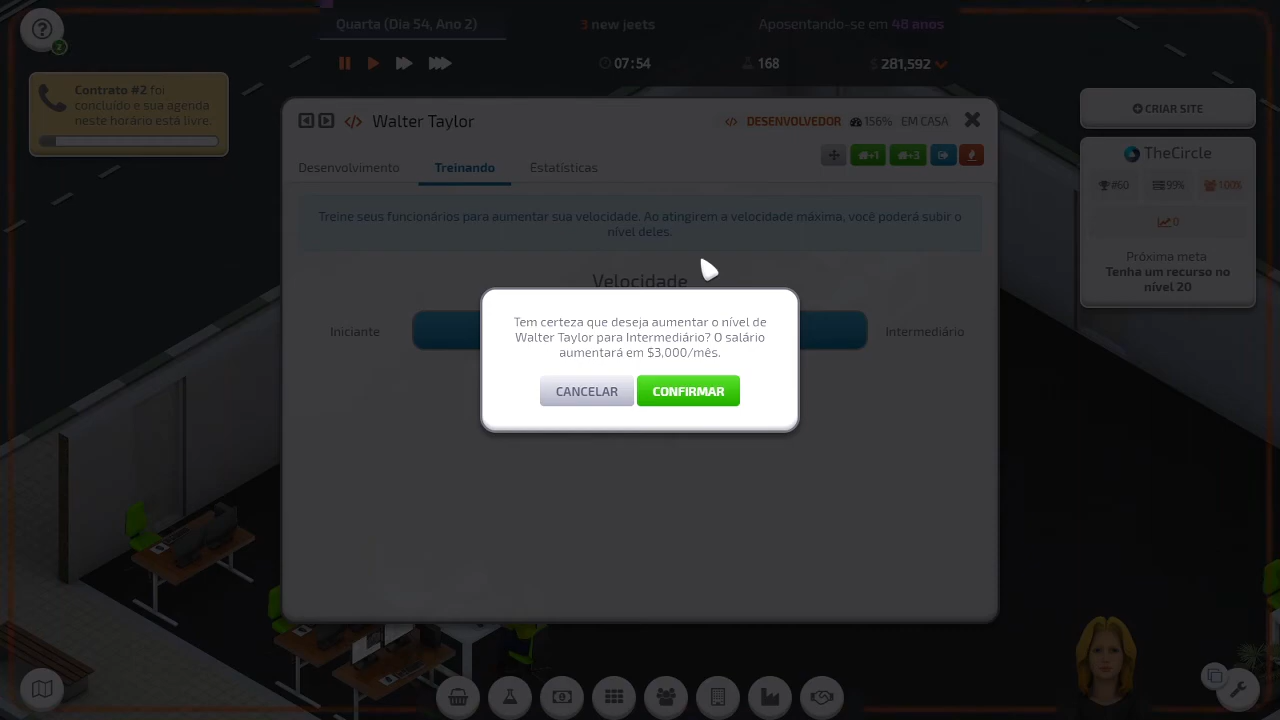 Quarta (Dia 54, Ano 2)
3 new jeets
Aposentando-se em 48 anos
07:54
168
$ 281,592
?
2
Contrato #2 foi
concluído e sua agenda
neste horário está livre.
Walter Taylor
DESENVOLVEDOR
156%
EM CASA
Desenvolvimento
Treinando
Estatísticas
+1
+3
Treine seus funcionários para aumentar sua velocidade. Ao atingirem a velocidade máxima, você poderá subir o
nível deles.
Velocidade
Iniciante
Intermediário
Tem certeza que deseja aumentar o nível de
Walter Taylor para Intermediário? O salário
aumentará em $3,000/mês.
CANCELAR
CONFIRMAR
CRIAR SITE
TheCircle
#60
99%
100%
0
Próxima meta
Tenha um recurso no
nível 20